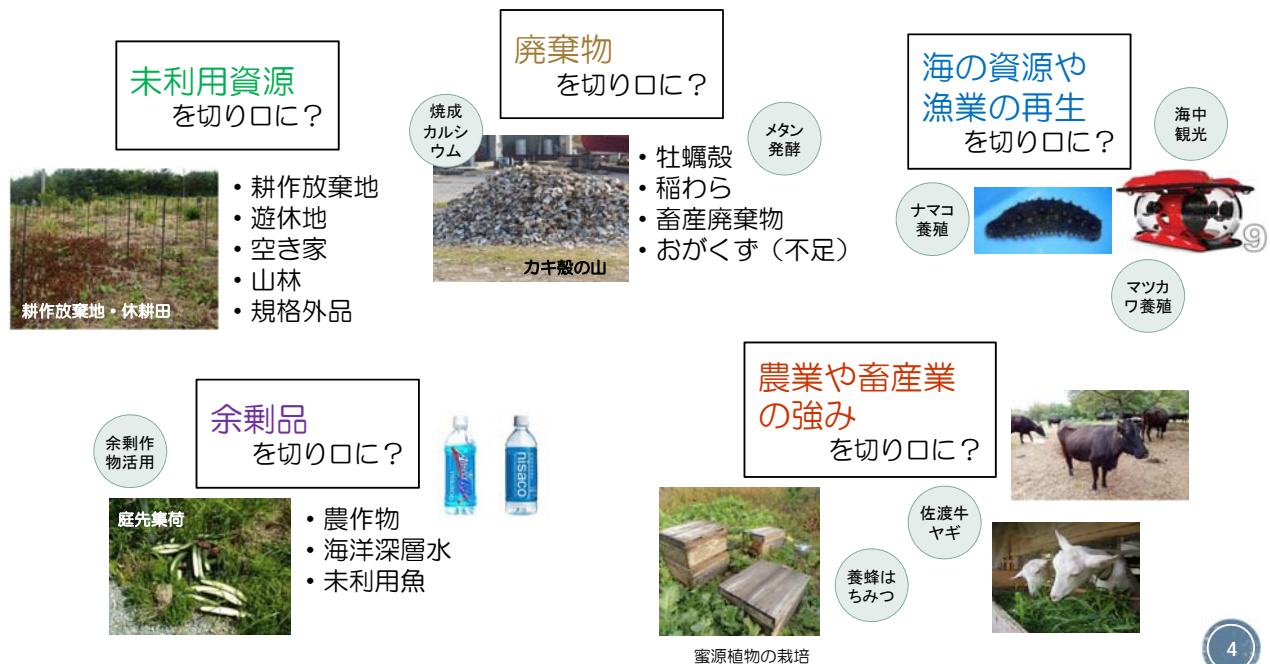 未利用資源
を切り口に？
・耕作放棄地
・遊休地
・空き家
・山林
・規格外品
耕作放棄地・休耕田
廃棄物
を切り口に？
焼成
カルシ
ウム
メタン
発酵
・牡蠣殻
・稲わら
・畜産廃棄物
・おがくず（不足）
カキ殻の山
海の資源や
漁業の再生
を切り口に？
海中
観光
ナマコ
養殖
9
マツカ
ワ養殖
余剰品
を切り口に？
余剰作
物活用
庭先集荷
・農作物
・海洋深層水
・未利用魚
nisaco
農業や畜産業
の強み
を切り口に？
佐渡牛
ヤギ
養蜂は
ちみつ
蜜源植物の栽培
4